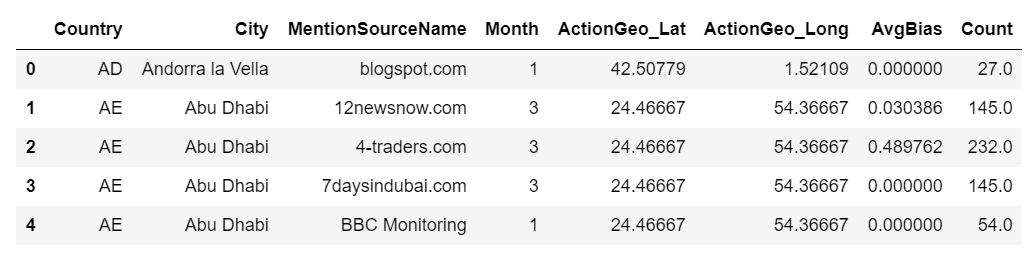 Country City MentionSourceName Month ActionGeo_Lat ActionGeo_Long AvgBias Count
0 AD Andorra la Vella blogspot.com 1 42.50779 1.52109 0.000000 27.0
1 AE Abu Dhabi 12newsnow.com 3 24.46667 54.36667 0.030386 145.0
2 AE Abu Dhabi 4-traders.com 3 24.46667 54.36667 0.489762 232.0
3 AE Abu Dhabi 7daysindubai.com 3 24.46667 54.36667 0.000000 145.0
4 AE Abu Dhabi BBC Monitoring 1 24.46667 54.36667 0.000000 54.0